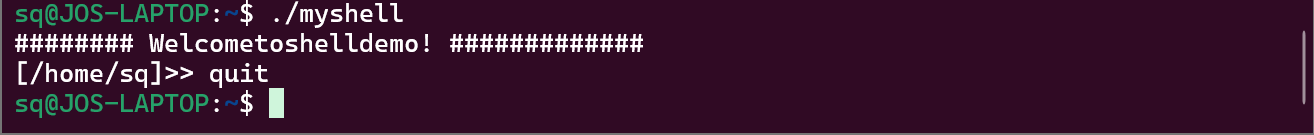 sq@JOS-LAPTOP:~$ ./myshell
######## Welcometoshelldemo! #############
[/home/sq]>> quit
sq@JOS-LAPTOP:~$